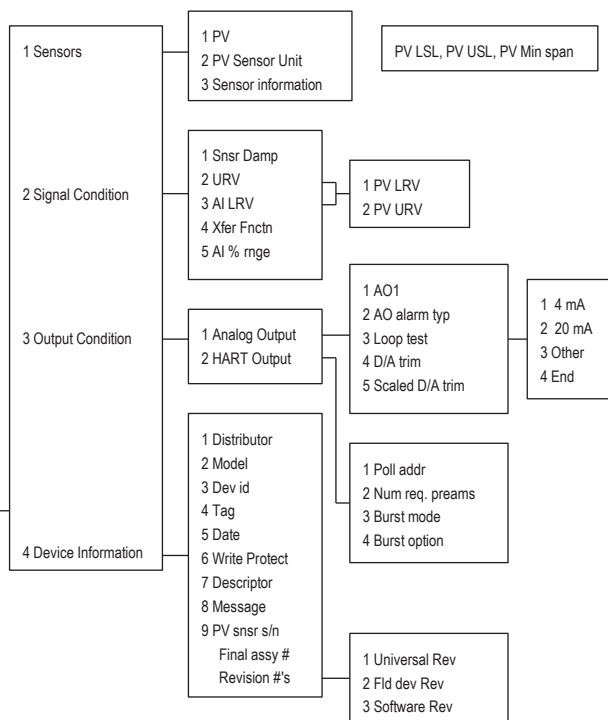 1 Sensors
1 PV
2 PV Sensor Unit
3 Sensor information
PV LSL, PV USL, PV Min span
2 Signal Condition
1 Snsr Damp
2 URV
3 AI LRV
4 Xfer Fnctn
5 AI % rnge
1 PV LRV
2 PV URV
3 Output Condition
1 Analog Output
2 HART Output
1 AO1
2 AO alarm typ
3 Loop test
4 D/A trim
5 Scaled D/A trim
1 4 mA
2 20 mA
3 Other
4 End
1 Poll addr
2 Num req. preams
3 Burst mode
4 Burst option
4 Device Information
1 Distributor
2 Model
3 Dev id
4 Tag
5 Date
6 Write Protect
7 Descriptor
8 Message
9 PV snsr s/n
Final assy #
Revision #'s
1 Universal Rev
2 Fld dev Rev
3 Software Rev